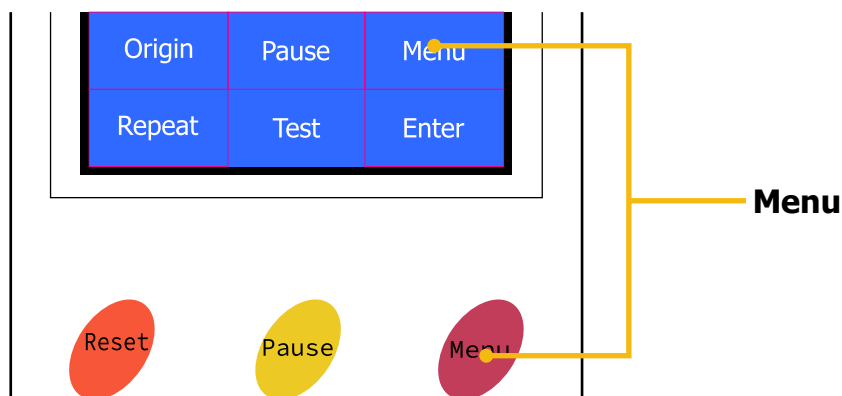 Origin Pause Menu
Repeat Test Enter
Menu
Reset Pause Menu